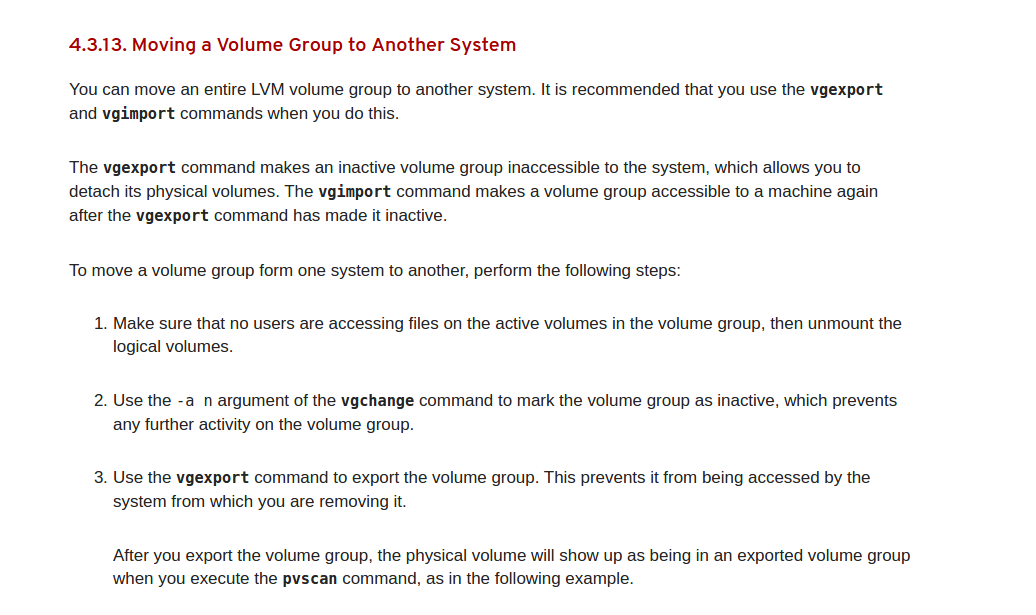 4.3.13. Moving a Volume Group to Another System
You can move an entire LVM volume group to another system. It is recommended that you use the vgexport
and vgimport commands when you do this.
The vgexport command makes an inactive volume group inaccessible to the system, which allows you to
detach its physical volumes. The vgimport command makes a volume group accessible to a machine again
after the vgexport command has made it inactive.
To move a volume group form one system to another, perform the following steps:
1. Make sure that no users are accessing files on the active volumes in the volume group, then unmount the
logical volumes.
2. Use the -a n argument of the vgchange command to mark the volume group as inactive, which prevents
any further activity on the volume group.
3. Use the vgexport command to export the volume group. This prevents it from being accessed by the
system from which you are removing it.
After you export the volume group, the physical volume will show up as being in an exported volume group
when you execute the pvscan command, as in the following example.